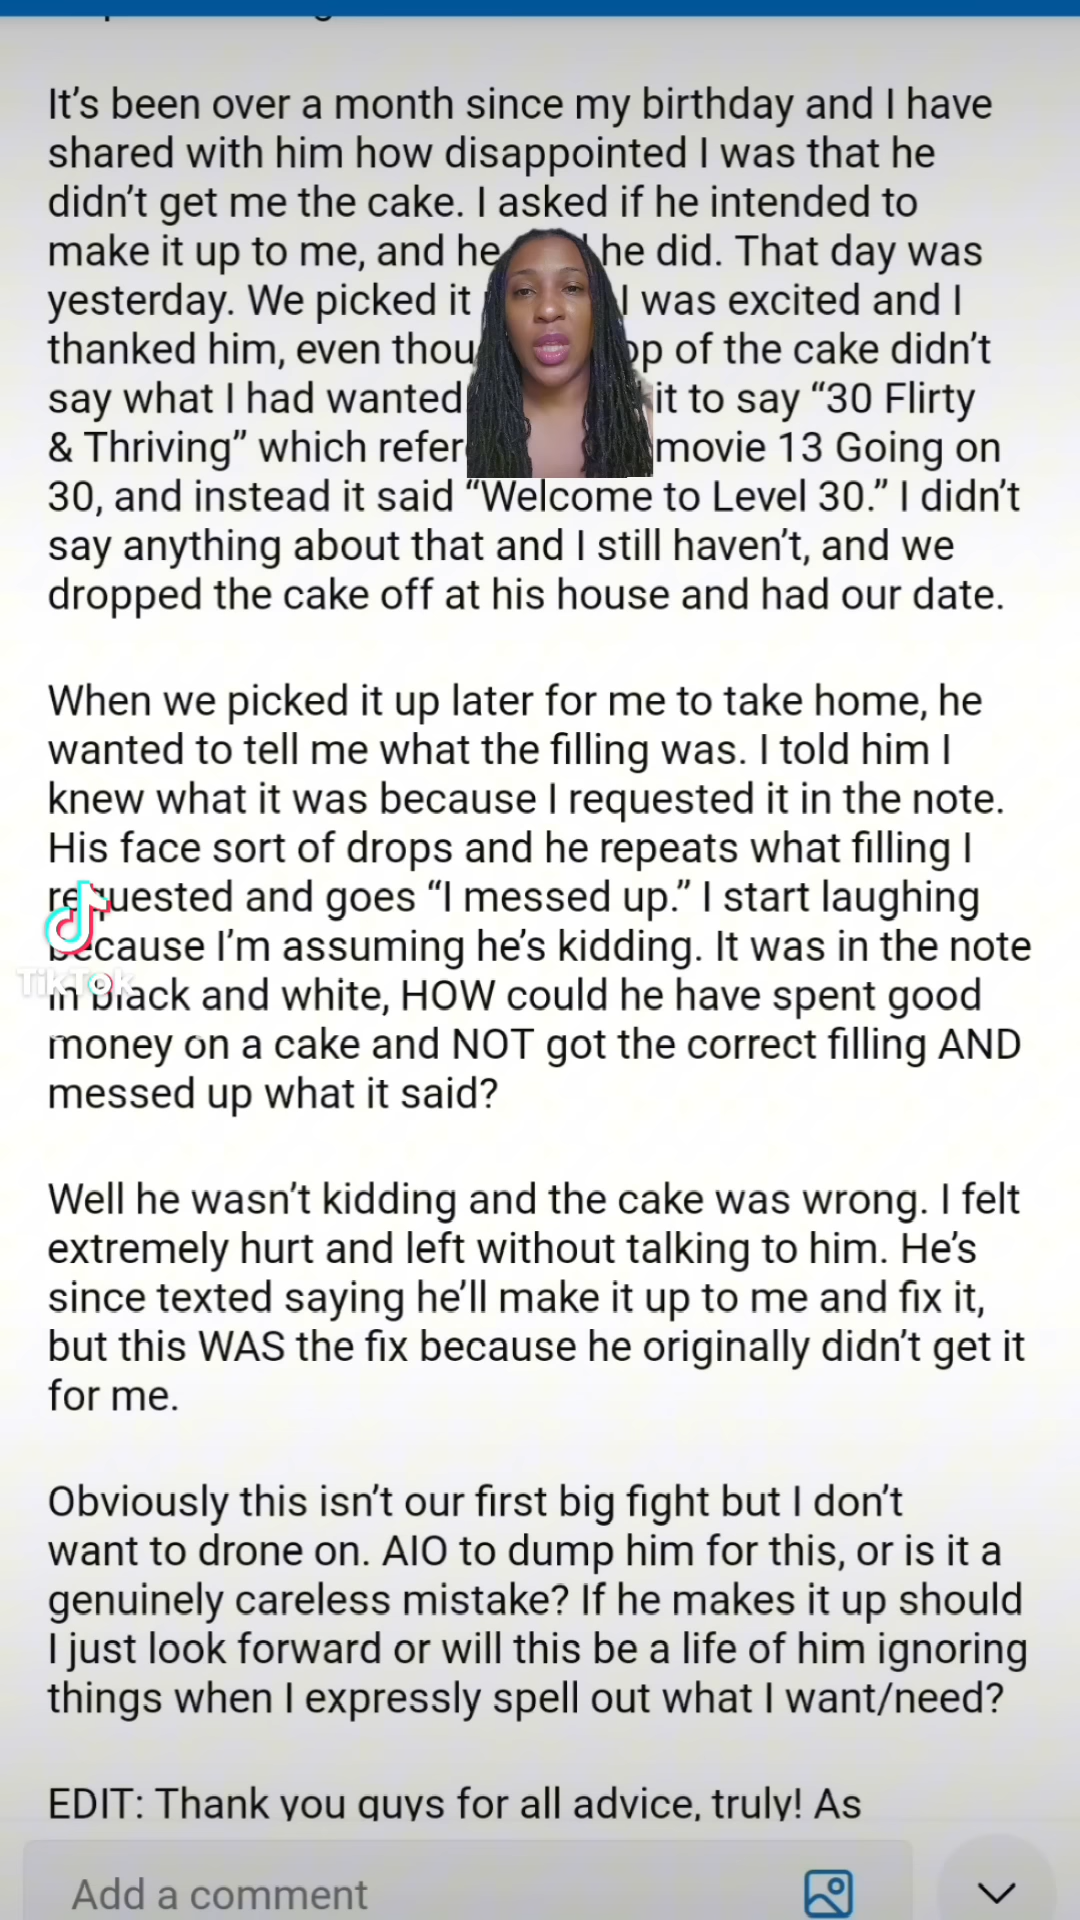 It's been over a month since my birthday and I have
shared with him how disappointed I was that he
didn't get me the cake. I asked if he intended to
make it up to me, and he he did. That day was
yesterday. We picked it I was excited and I
thanked him, even of the cake didn't
say what I had wanted it to say “30 Flirty
& Thriving” which movie 13 Going on
30, and instead it said “Welcome to Level 30.” I didn't
say anything about that and I still haven't, and we
dropped the cake off at his house and had our date.
When we picked it up later for me to take home, he
wanted to tell me what the filling was. I told him I
knew what it was because I requested it in the note.
His face sort of drops and he repeats what filling I
requested and goes “I messed up.” I start laughing
because I'm assuming he's kidding. It was in the note
in black and white, HOW could he have spent good
money on a cake and NOT got the correct filling AND
messed up what it said?
Well he wasn't kidding and the cake was wrong. I felt
extremely hurt and left without talking to him. He's
since texted saying he'll make it up to me and fix it,
but this WAS the fix because he originally didn't get it
for me.
Obviously this isn't our first big fight but I don't
want to drone on. AIO to dump him for this, or is it a
genuinely careless mistake? If he makes it up should
I just look forward or will this be a life of him ignoring
things when I expressly spell out what I want/need?
EDIT: Thank you guys for all advice, truly! As
Add a comment
TikTok